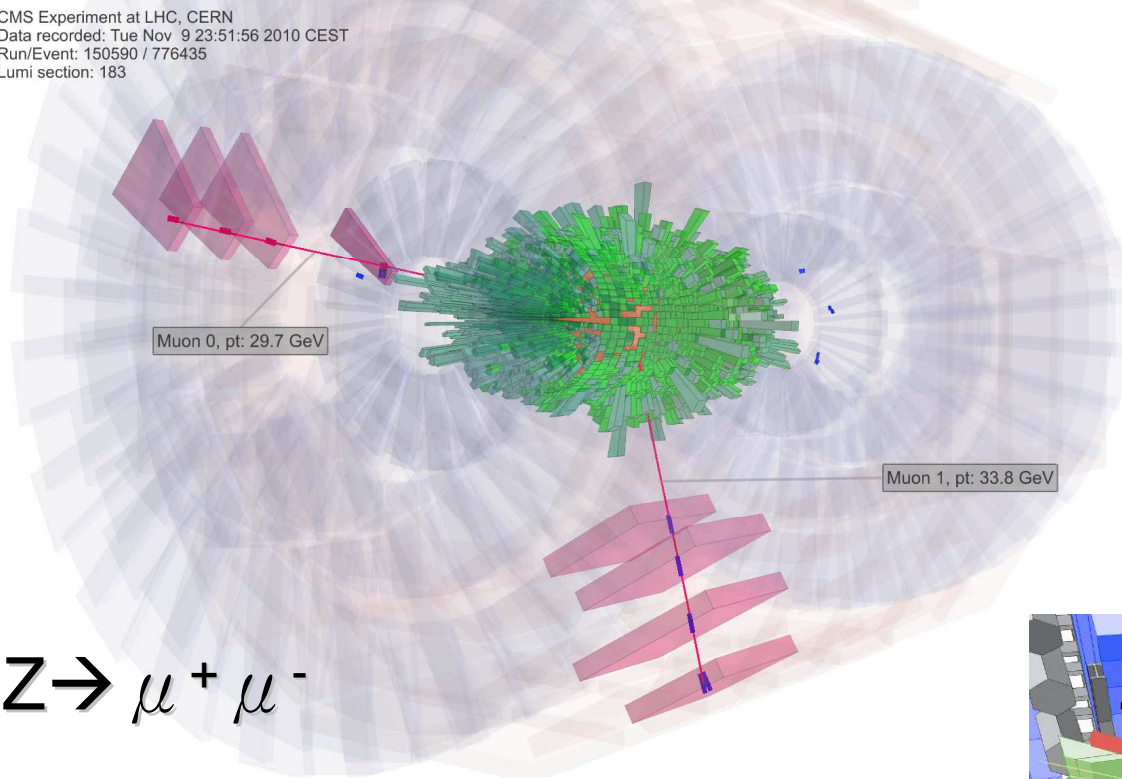 CMS Experiment at LHC, CERN
Data recorded: Tue Nov 9 23:51:56 2010 CEST
Run/Event: 150590 / 776435
Lumi section: 183
Muon 0, pt: 29.7 GeV
Muon 1, pt: 33.8 GeV
Z→ μ⁺ μ⁻